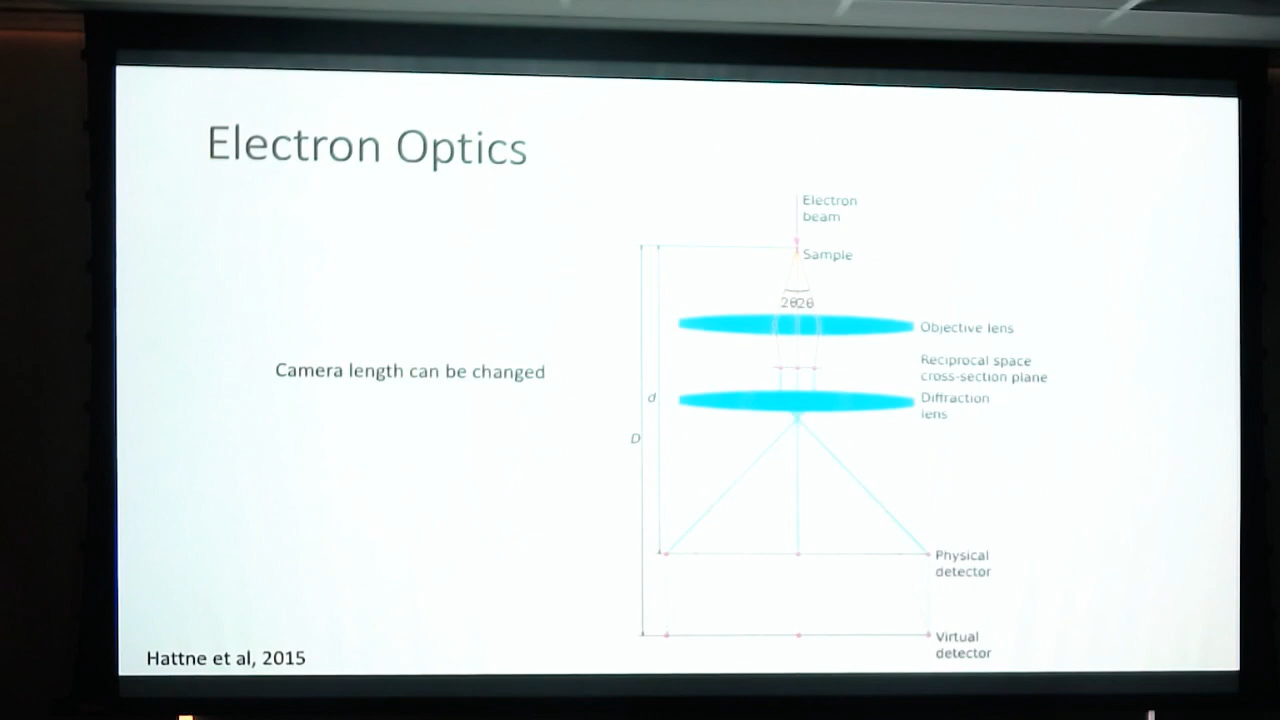 Electron Optics
Electron
beam
Sample
2θ2θ
Objective lens
Reciprocal space
cross-section plane
Camera length can be changed
d
Diffraction
lens
D
Physical
detector
Virtual
detector
Hattne et al, 2015